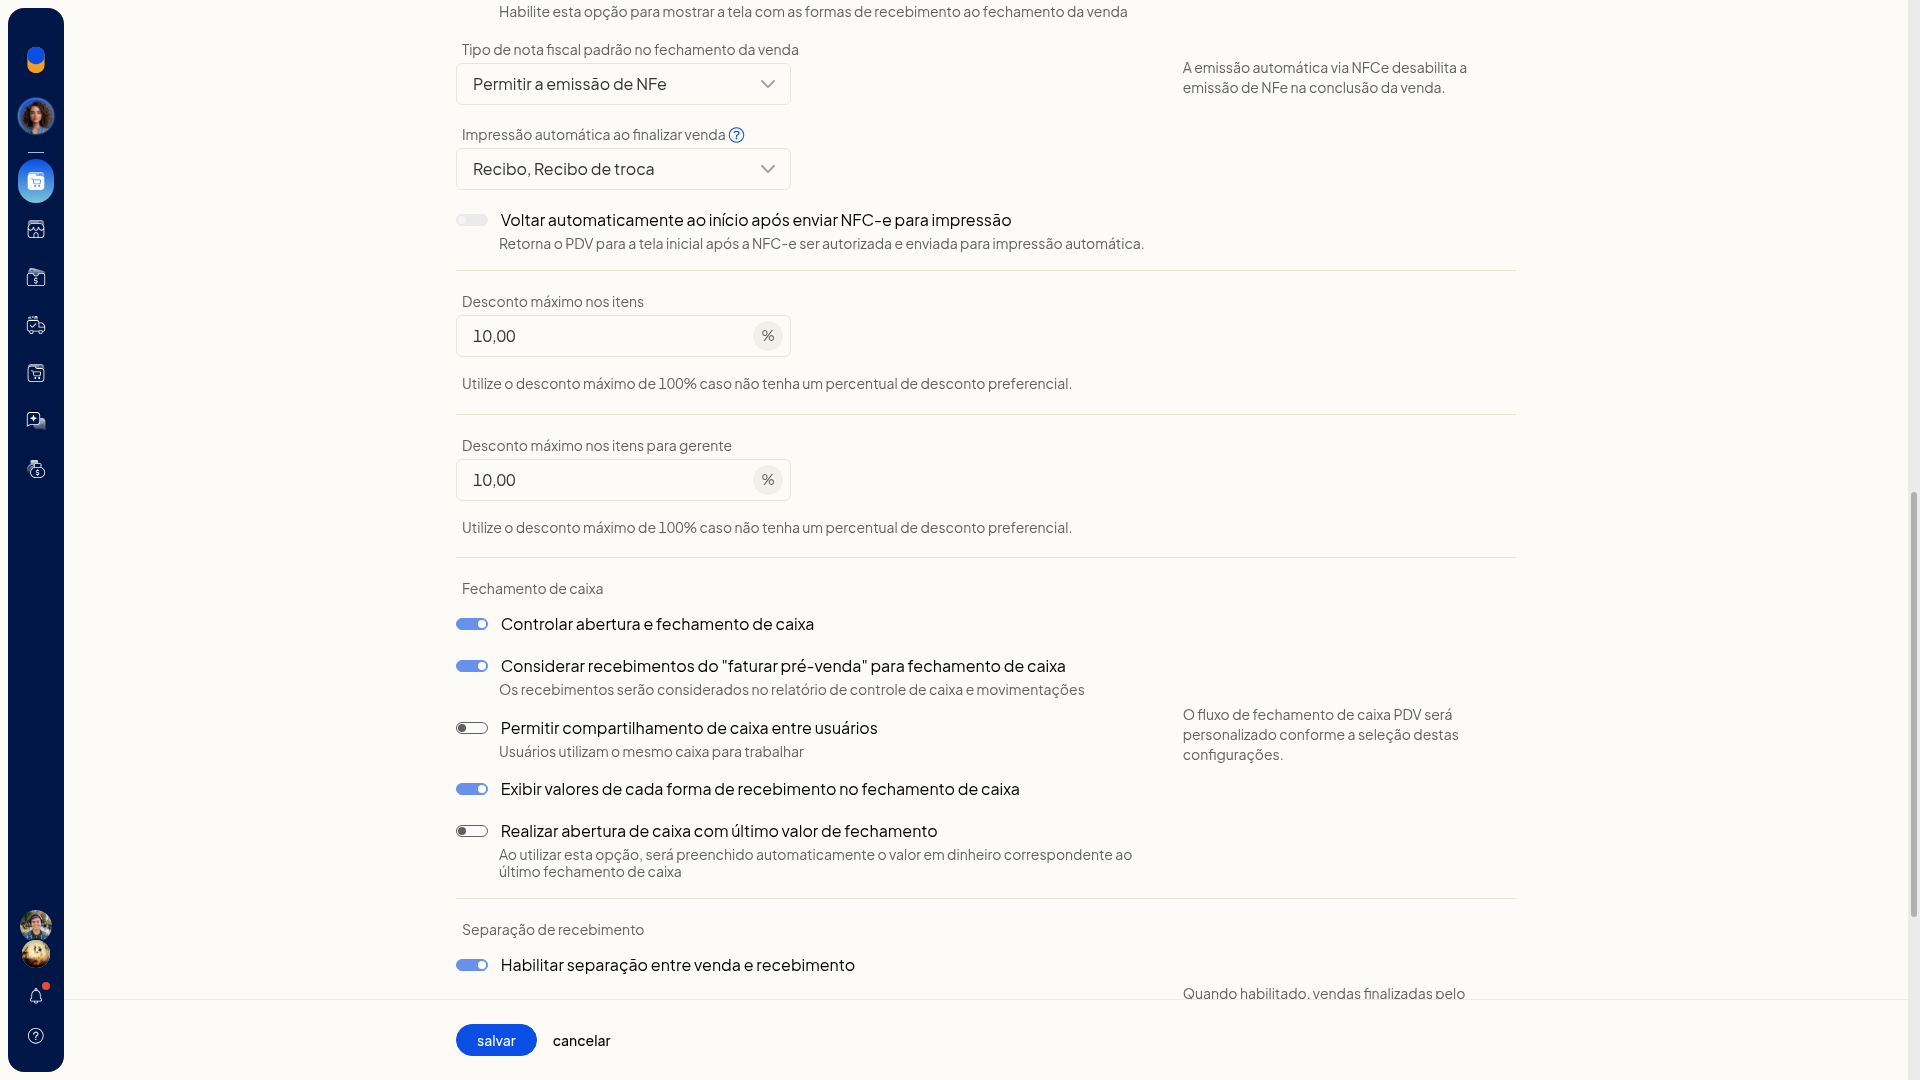 Habilite esta opção para mostrar a tela com as formas de recebimento ao fechamento da venda
Tipo de nota fiscal padrão no fechamento da venda
Permitir a emissão de NFe
A emissão automática via NFCe desabilita a
emissão de NFe na conclusão da venda.
Impressão automática ao finalizar venda ?
Recibo, Recibo de troca
Voltar automaticamente ao início após enviar NFC-e para impressão
Retorna o PDV para a tela inicial após a NFC-e ser autorizada e enviada para impressão automática.
Desconto máximo nos itens
10,00 %
Utilize o desconto máximo de 100% caso não tenha um percentual de desconto preferencial.
Desconto máximo nos itens para gerente
10,00 %
Utilize o desconto máximo de 100% caso não tenha um percentual de desconto preferencial.
Fechamento de caixa
Controlar abertura e fechamento de caixa
Considerar recebimentos do "faturar pré-venda" para fechamento de caixa
Os recebimentos serão considerados no relatório de controle de caixa e movimentações
Permitir compartilhamento de caixa entre usuários
Usuários utilizam o mesmo caixa para trabalhar
O fluxo de fechamento de caixa PDV será
personalizado conforme a seleção destas
configurações.
Exibir valores de cada forma de recebimento no fechamento de caixa
Realizar abertura de caixa com último valor de fechamento
Ao utilizar esta opção, será preenchido automaticamente o valor em dinheiro correspondente ao
último fechamento de caixa
Separação de recebimento
Habilitar separação entre venda e recebimento
Quando habilitado, vendas finalizadas pelo
salvar cancelar